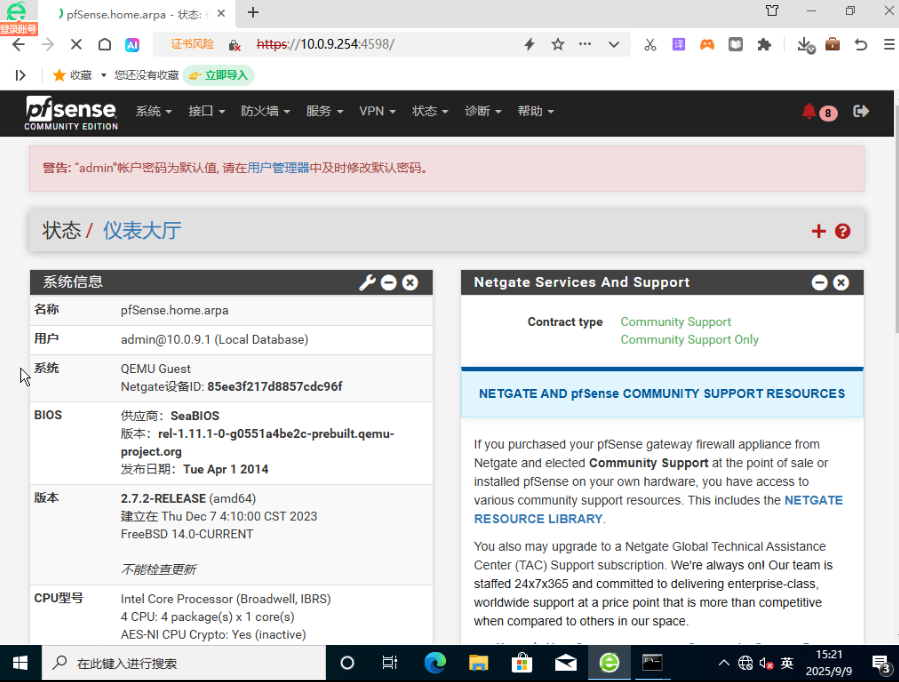 pfSense.home.arpa - 状态:
登录账号
证书风险
https://10.0.9.254:4598/
收藏
您还没有收藏
立即导入
pfsense
COMMUNITY EDITION
系统 接口 防火墙 服务 VPN 状态 诊断 帮助
8
警告: “admin”帐户密码为默认值, 请在用户管理器中及时修改默认密码。
状态 / 仪表大厅
系统信息
名称 pfSense.home.arpa
用户 admin@10.0.9.1 (Local Database)
系统 QEMU Guest
Netgate设备ID: 85ee3f217d8857cdc96f
BIOS 供应商：SeaBIOS
版本：rel-1.11.1-0-g0551a4be2c-prebuilt.qemu-
project.org
发布日期：Tue Apr 1 2014
版本 2.7.2-RELEASE (amd64)
建立在 Thu Dec 7 4:10:00 CST 2023
FreeBSD 14.0-CURRENT
不能检查更新
CPU型号 Intel Core Processor (Broadwell, IBRS)
4 CPU: 4 package(s) x 1 core(s)
AES-NI CPU Crypto: Yes (inactive)
Netgate Services And Support
Contract type Community Support
Community Support Only
NETGATE AND pfSense COMMUNITY SUPPORT RESOURCES
If you purchased your pfSense gateway firewall appliance from
Netgate and elected Community Support at the point of sale or
installed pfSense on your own hardware, you have access to
various community support resources. This includes the NETGATE
RESOURCE LIBRARY.
You also may upgrade to a Netgate Global Technical Assistance
Center (TAC) Support subscription. We're always on! Our team is
staffed 24x7x365 and committed to delivering enterprise-class,
worldwide support at a price point that is more than competitive
when compared to others in our space.
在此键入进行搜索
英
15:21
2025/9/9
3